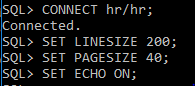 SQL> CONNECT hr/hr;
Connected.
SQL> SET LINESIZE 200;
SQL> SET PAGESIZE 40;
SQL> SET ECHO ON;